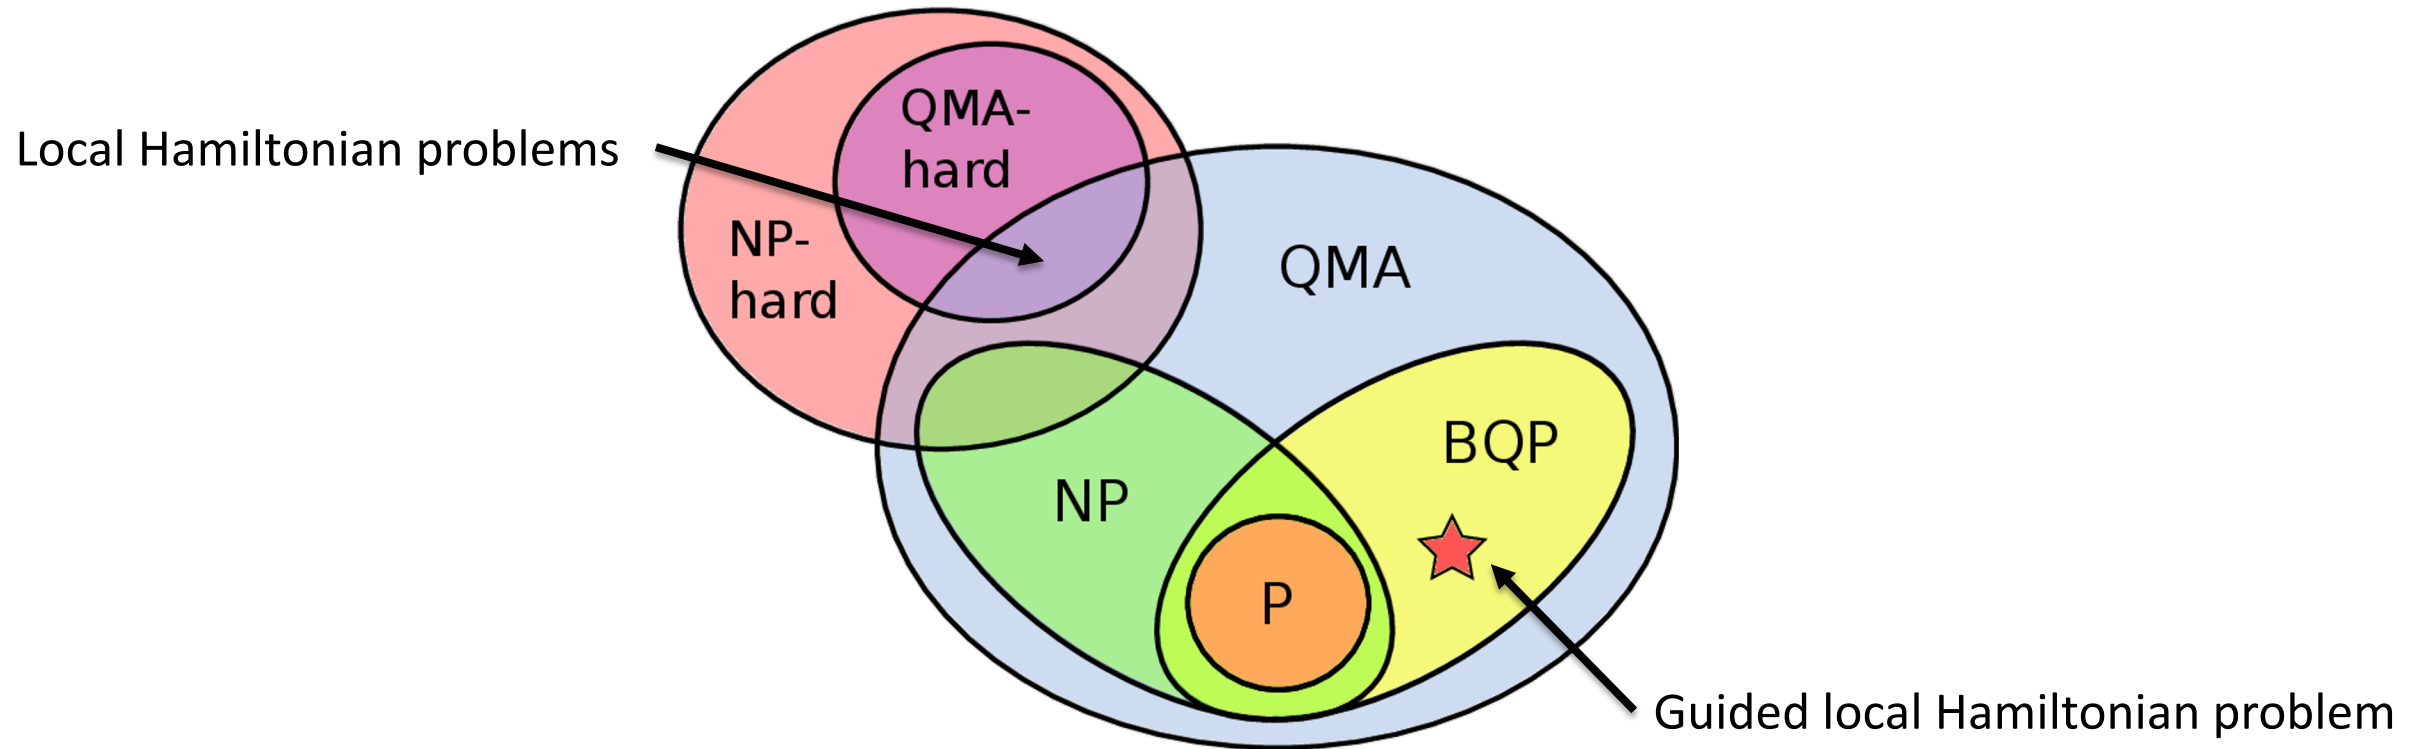 QMA-
hard
Local Hamiltonian problems
NP-
hard
QMA
BQP
NP
P
Guided local Hamiltonian problem